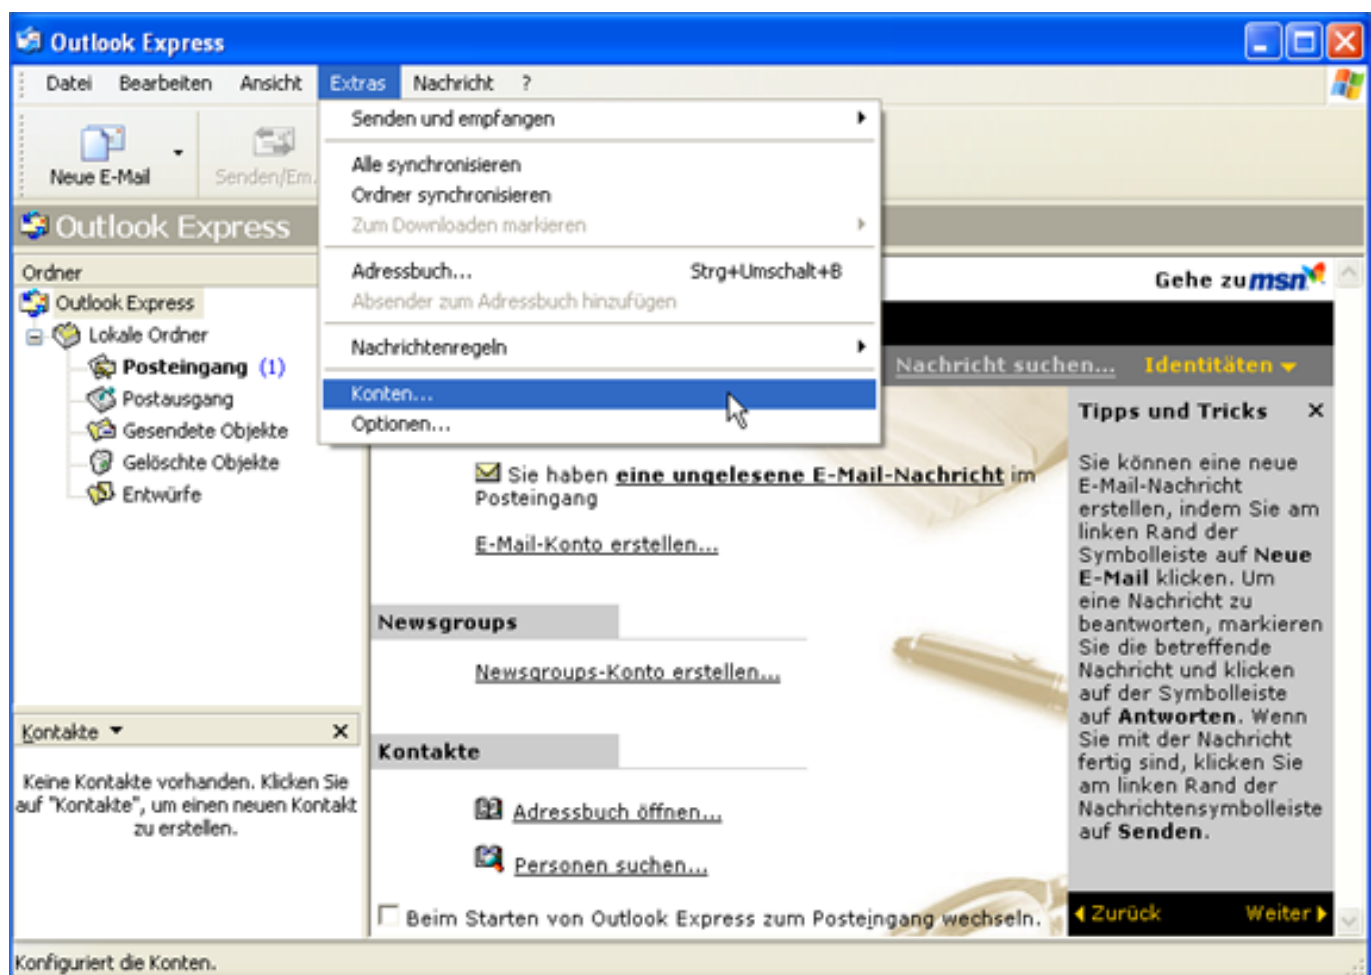 Outlook Express
Datei Bearbeiten Ansicht Extras Nachricht ?
Neue E-Mail Senden/Em.
Senden und empfangen
Alle synchronisieren
Ordner synchronisieren
Zum Downloaden markieren
Adressbuch... Strg+Umschalt+B
Absender zum Adressbuch hinzufügen
Nachrichtenregeln
Konten...
Optionen...
Outlook Express
Ordner
Outlook Express
Lokale Ordner
Posteingang (1)
Postausgang
Gesendete Objekte
Gelöschte Objekte
Entwürfe
Kontakte
Keine Kontakte vorhanden. Klicken Sie
auf "Kontakte", um einen neuen Kontakt
zu erstellen.
Gehe zu msn
Nachricht suchen... Identitäten
Sie haben eine ungelesene E-Mail-Nachricht im
Posteingang
E-Mail-Konto erstellen...
Newsgroups
Newsgroups-Konto erstellen...
Kontakte
Adressbuch öffnen...
Personen suchen...
Beim Starten von Outlook Express zum Posteingang wechseln.
Tipps und Tricks
Sie können eine neue
E-Mail-Nachricht
erstellen, indem Sie am
linken Rand der
Symbolleiste auf Neue
E-Mail klicken. Um
eine Nachricht zu
beantworten, markieren
Sie die betreffende
Nachricht und klicken
auf der Symbolleiste
auf Antworten. Wenn
Sie mit der Nachricht
fertig sind, klicken Sie
am linken Rand der
Nachrichtensymbolleiste
auf Senden.
Zurück Weiter
Konfiguriert die Konten.